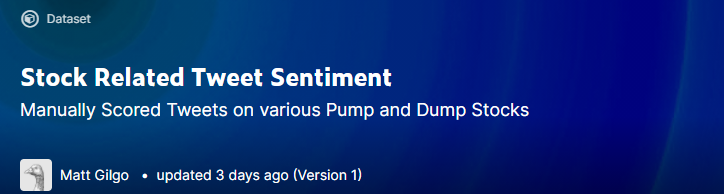 Dataset
Stock Related Tweet Sentiment
Manually Scored Tweets on various Pump and Dump Stocks
Matt Gilgo • updated 3 days ago (Version 1)